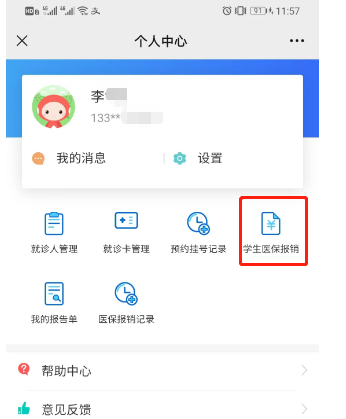 11:57
个人中心
李
133**
我的消息
设置
就诊人管理
就诊卡管理
预约挂号记录
学生医保报销
我的报告单
医保报销记录
帮助中心
意见反馈